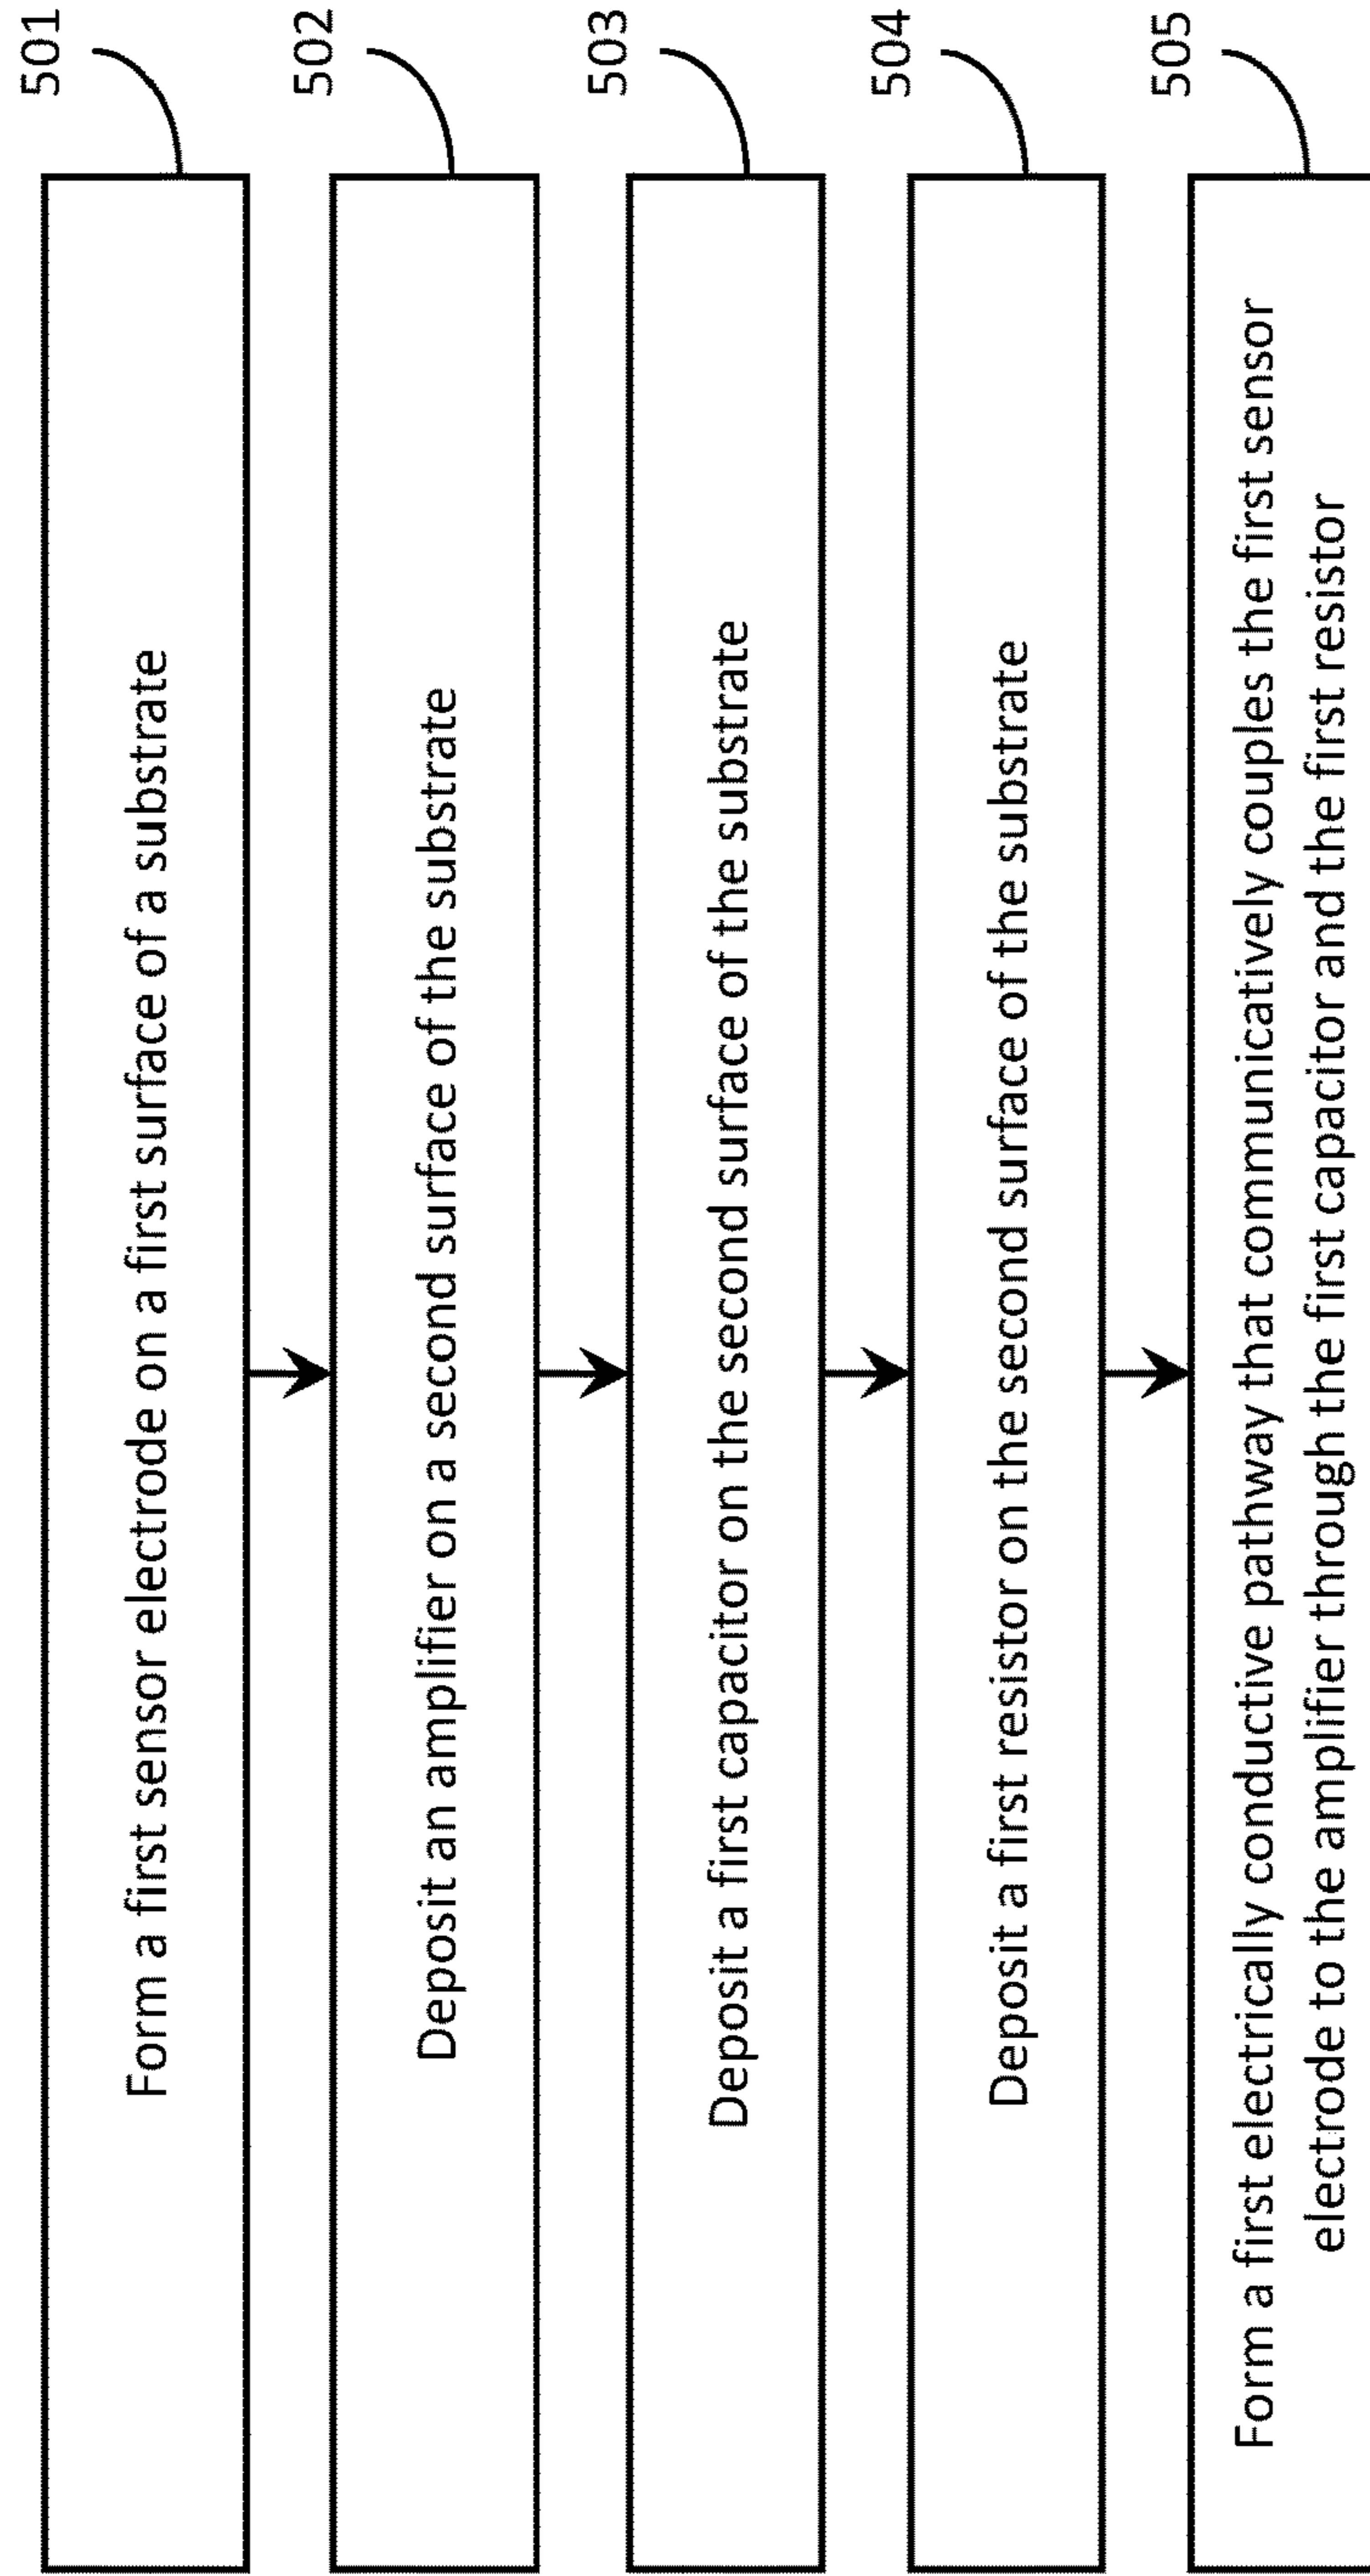 501
Form a first sensor electrode on a first surface of a substrate
502
Deposit an amplifier on a second surface of the substrate
503
Deposit a first capacitor on the second surface of the substrate
504
Deposit a first resistor on the second surface of the substrate
505
Form a first electrically conductive pathway that communicatively couples the first sensor
electrode to the amplifier through the first capacitor and the first resistor